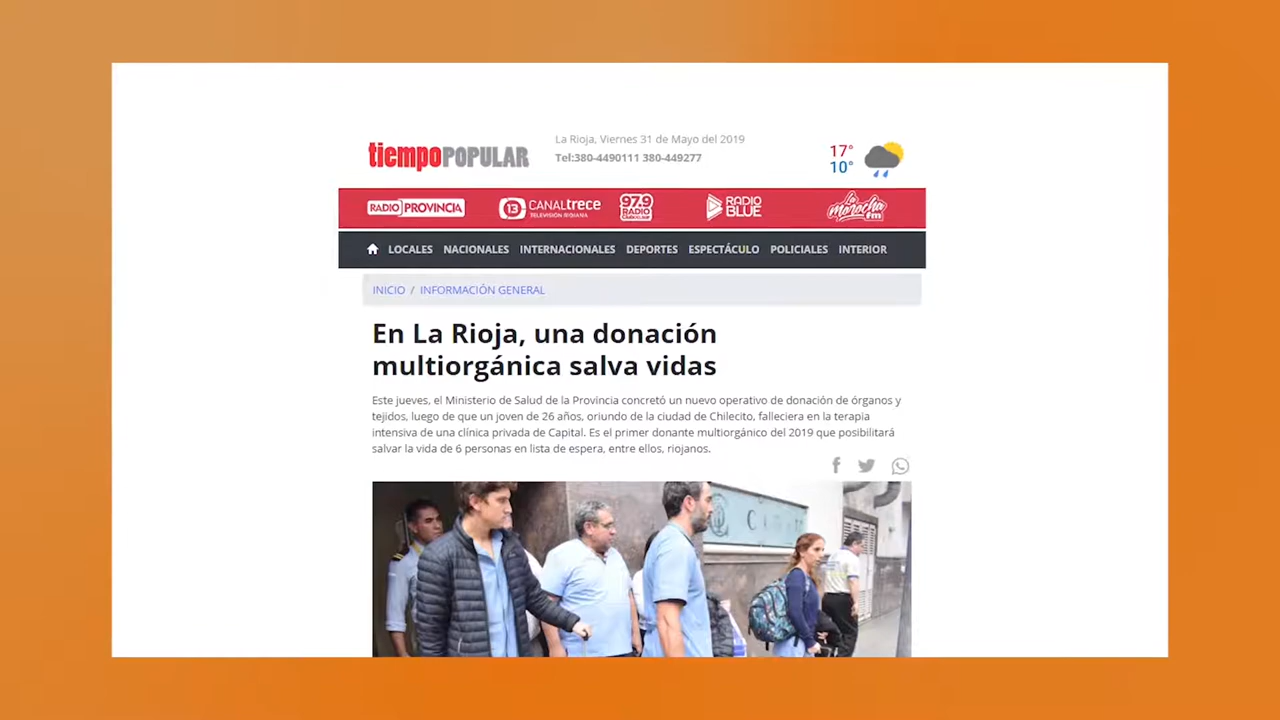 tiempoPOPULAR
La Rioja, Viernes 31 de Mayo del 2019
Tel:380-4490111 380-449277
17°
10°
RADIO PROVINCIA
13 CANALTRECE
TELEVISIÓN RIOJANA
97.9
RADIO
RADIO
BLUE
la
morocha
fm
LOCALES NACIONALES INTERNACIONALES DEPORTES ESPECTÁCULO POLICIALES INTERIOR
INICIO / INFORMACIÓN GENERAL
En La Rioja, una donación
multiorgánica salva vidas
Este jueves, el Ministerio de Salud de la Provincia concretó un nuevo operativo de donación de órganos y
tejidos, luego de que un joven de 26 años, oriundo de la ciudad de Chilecito, falleciera en la terapia
intensiva de una clínica privada de Capital. Es el primer donante multiorgánico del 2019 que posibilitará
salvar la vida de 6 personas en lista de espera, entre ellos, riojanos.